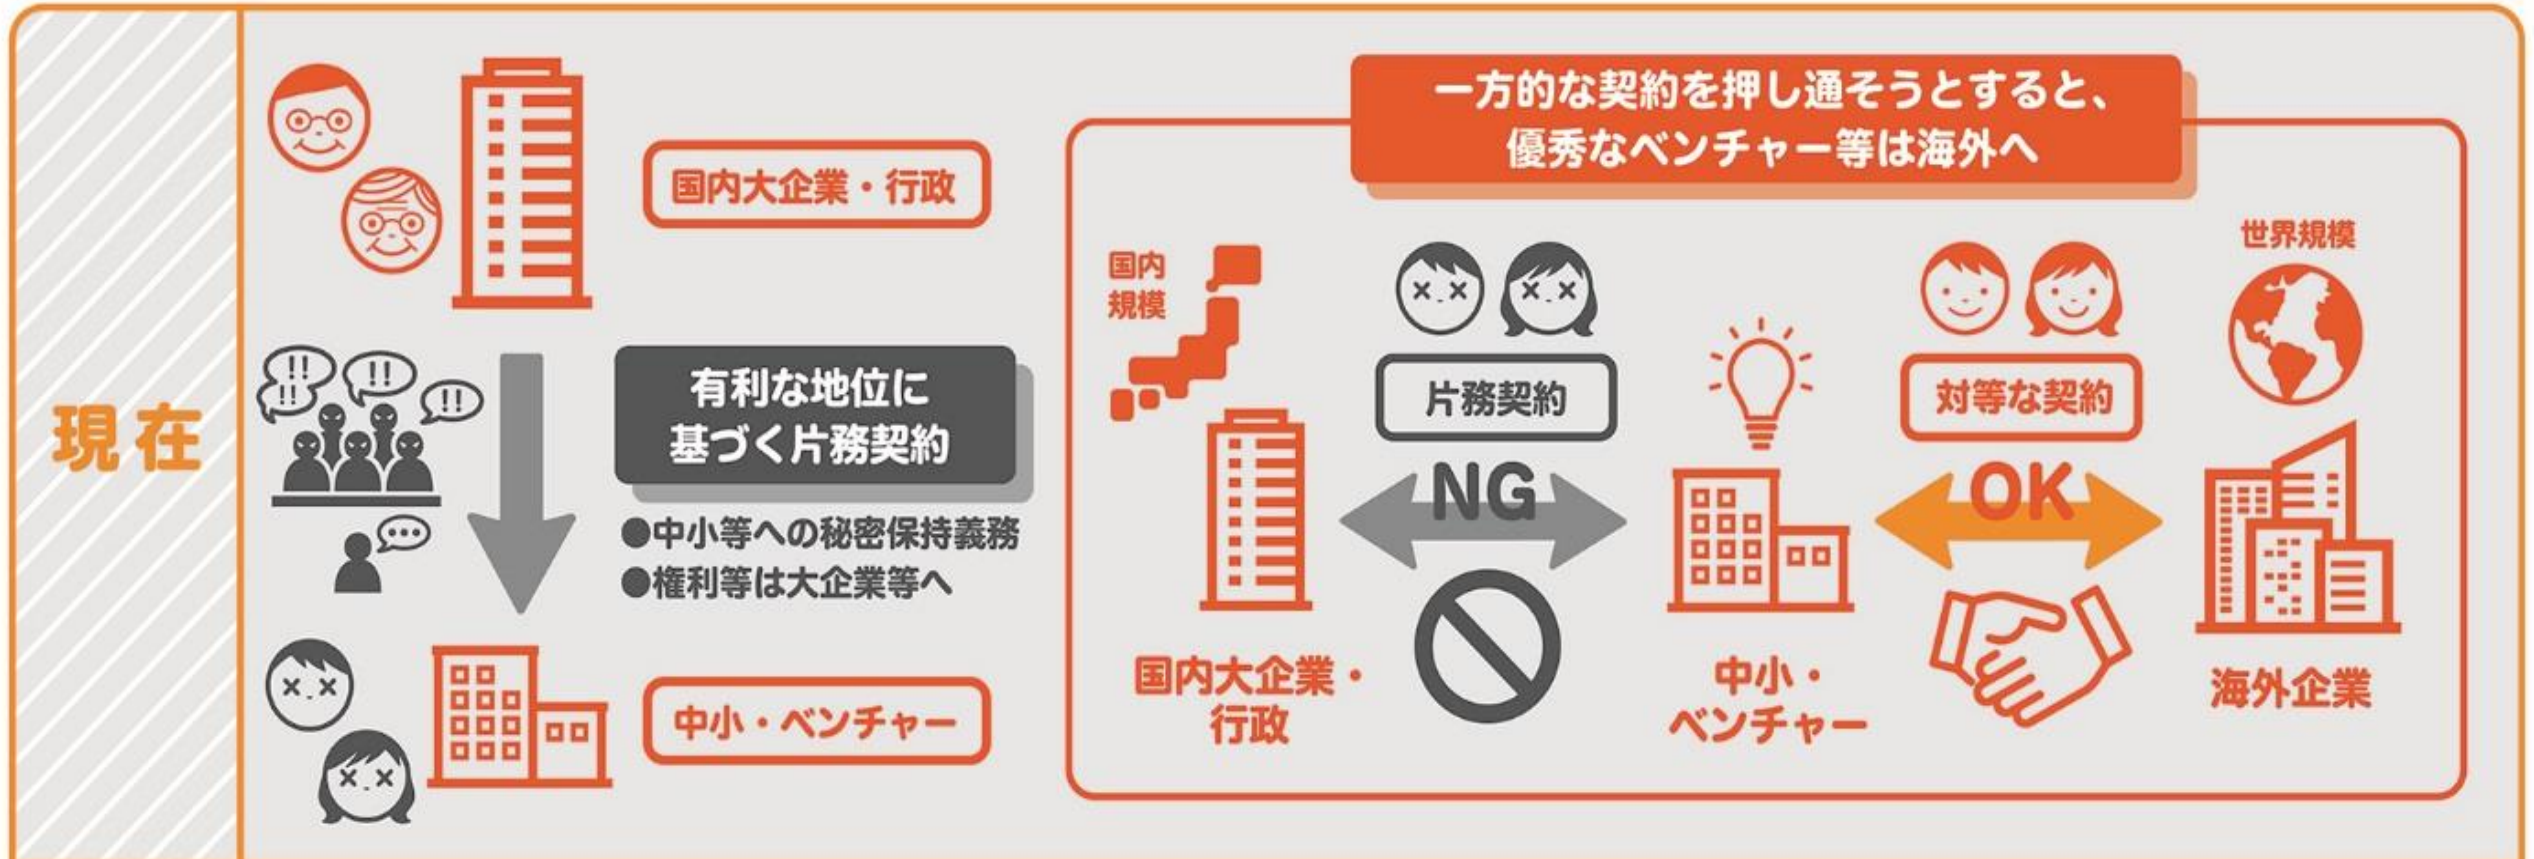 現在
国内大企業・行政
!!
!!
!!
!!
有利な地位に
基づく片務契約
●中小等への秘密保持義務
●権利等は大企業等へ
中小・ベンチャー
一方的な契約を押し通そうとすると、
優秀なベンチャー等は海外へ
国内
規模
片務契約
NG
国内大企業・
行政
中小・
ベンチャー
対等な契約
OK
世界規模
海外企業